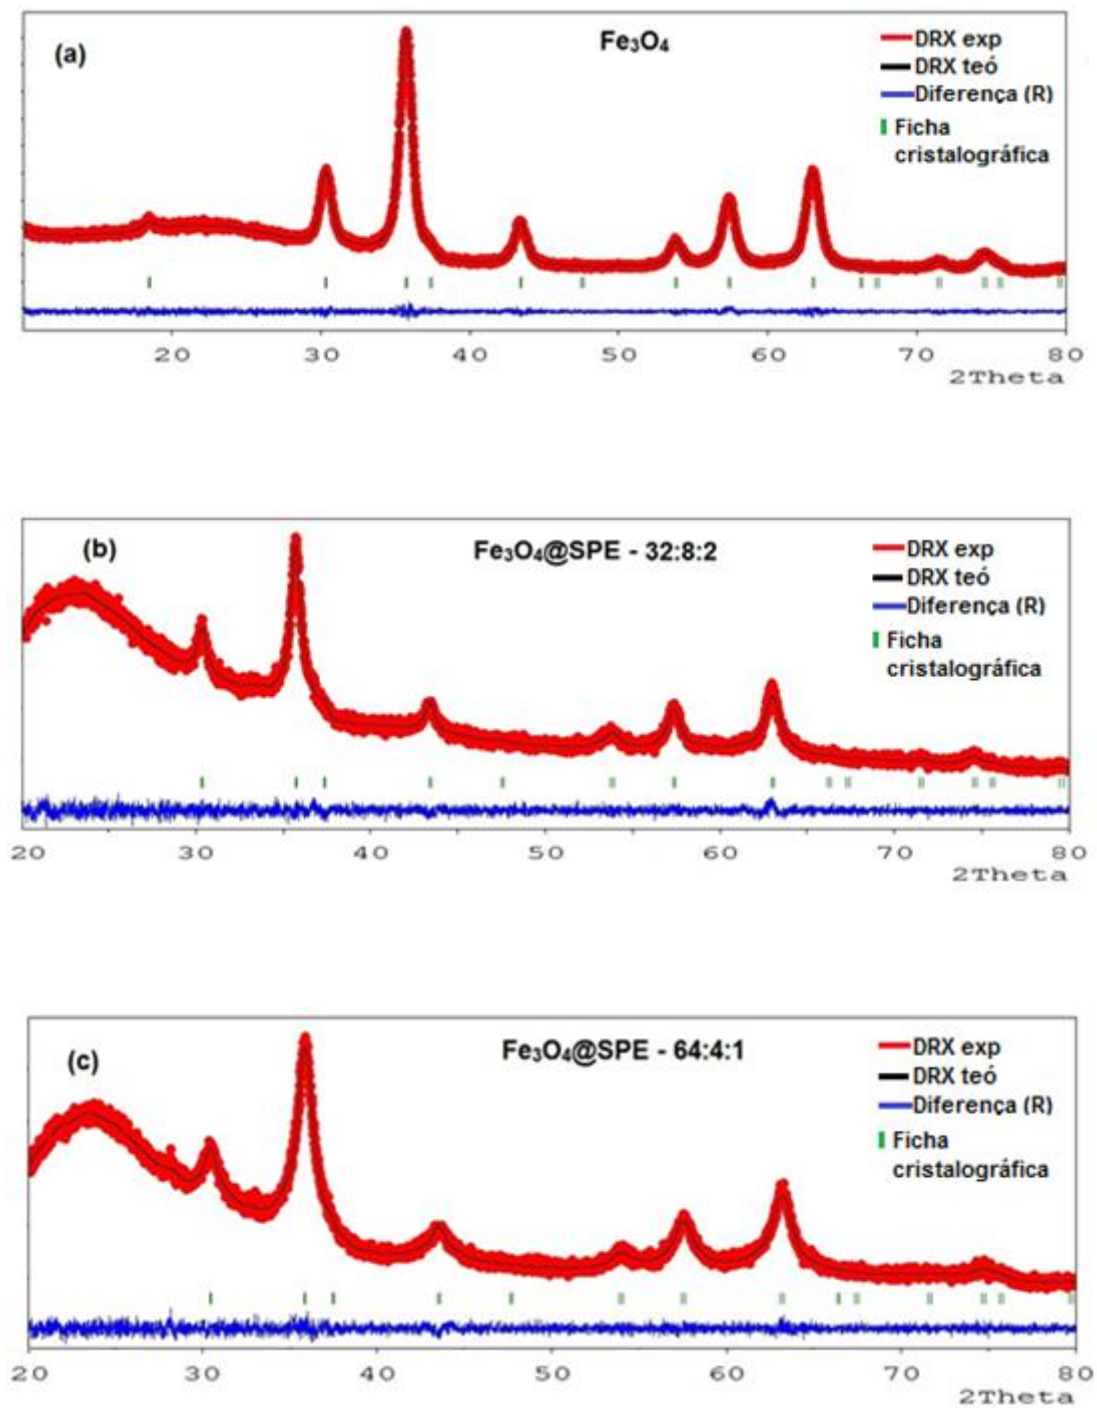 (a)
Fe₃O₄
DRX exp
DRX teó
Diferença (R)
Ficha
cristalográfica
20 30 40 50 60 70 80
2Theta
(b)
Fe₃O₄@SPE - 32:8:2
DRX exp
DRX teó
Diferença (R)
Ficha
cristalográfica
20 30 40 50 60 70 80
2Theta
(c)
Fe₃O₄@SPE - 64:4:1
DRX exp
DRX teó
Diferença (R)
Ficha
cristalográfica
20 30 40 50 60 70 80
2Theta